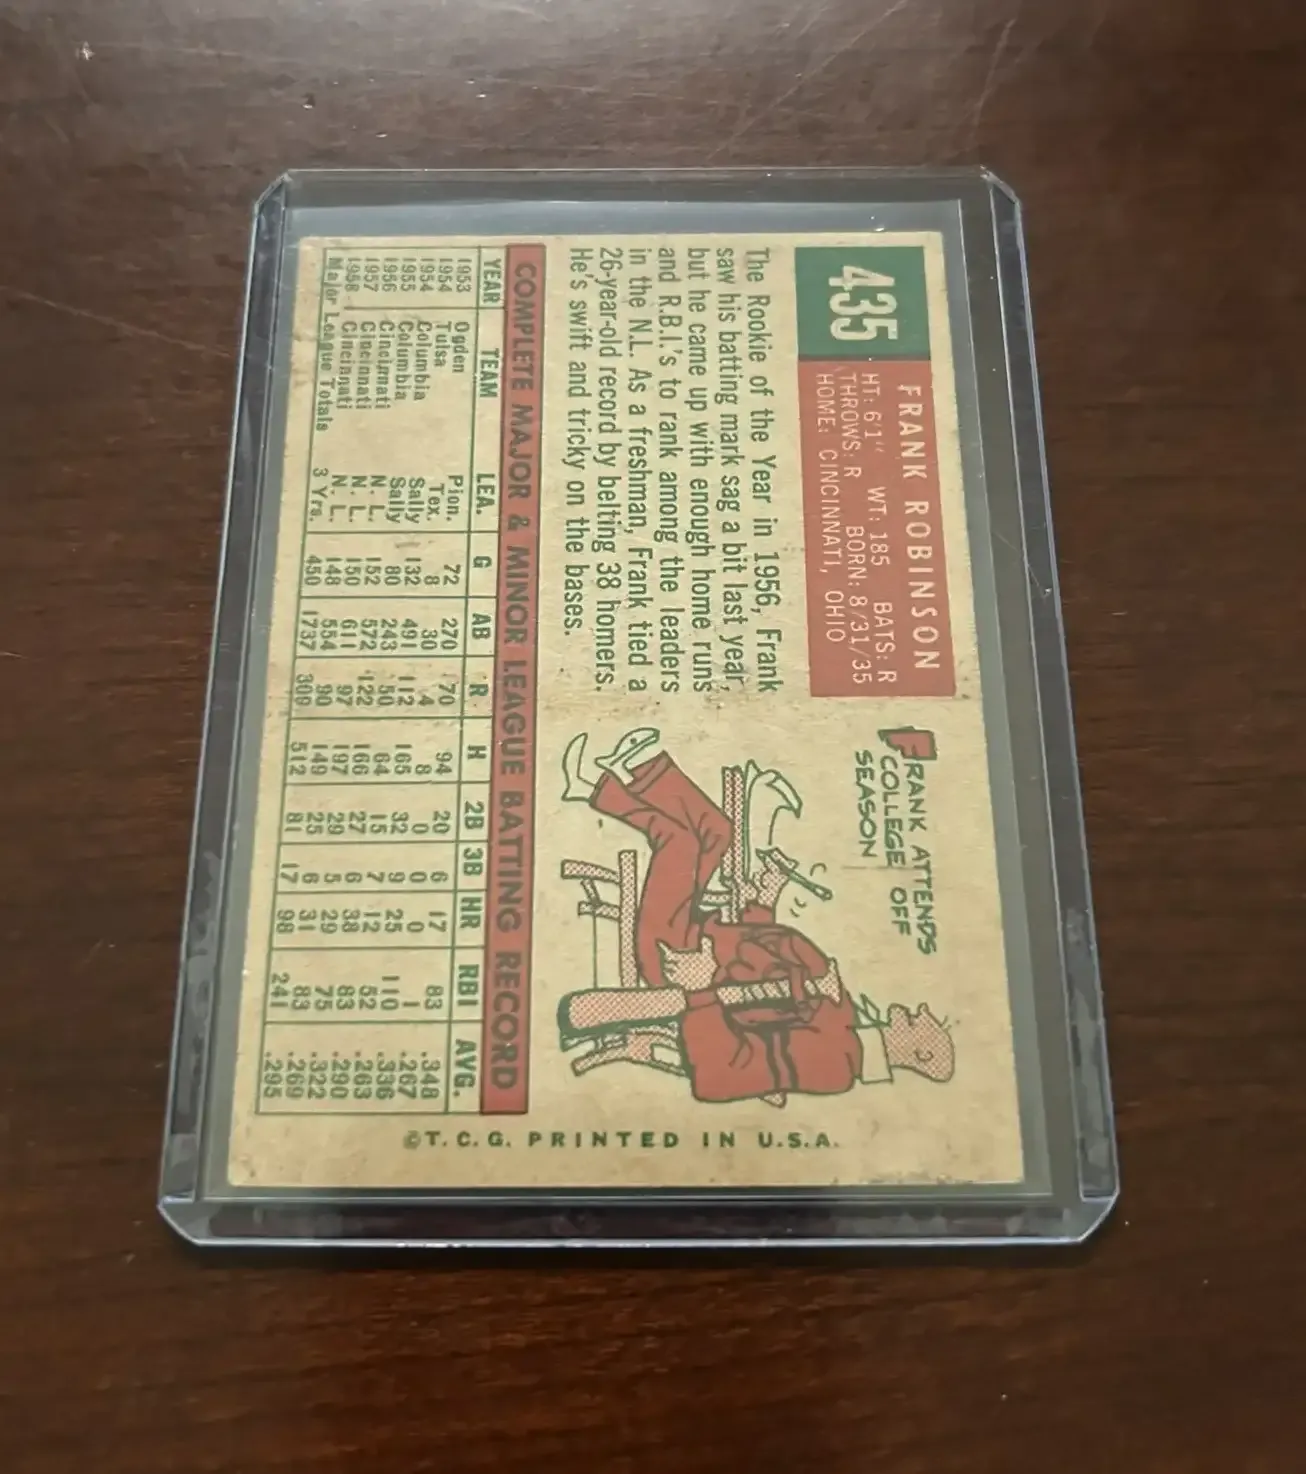 435
FRANK ROBINSON
HT: 6'1" WT: 185 BATS: R
THROWS: R BORN: 8/31/35
HOME: CINCINNATI, OHIO
FRANK ATTENDS
COLLEGE OFF
SEASON
The Rookie of the Year in 1956, Frank
saw his batting mark sag a bit last year,
but he came up with enough home runs
and R.B.I.'s to rank among the leaders
in the N.L. As a freshman, Frank tied a
26-year-old record by belting 38 homers.
He's swift and tricky on the bases.
COMPLETE MAJOR & MINOR LEAGUE BATTING RECORD
YEAR TEAM LEA. G AB R H 2B 3B HR RBI AVG.
1953 Ogden Pion. 72 270 70 94 20 6 17 83 .348
1954 Tulsa Tex. 8 30 4 8 0 0 0 1 .267
1954 Columbia Sally 132 491 112 165 32 9 25 110 .336
1955 Columbia Sally 80 243 50 64 15 7 12 52 .263
1956 Cincinnati N. L. 152 572 122 166 27 6 38 83 .290
1957 Cincinnati N. L. 150 611 97 197 29 5 29 75 .322
1958 Cincinnati N. L. 148 554 90 149 25 6 31 83 .269
Major League Totals 3 Yrs. 450 1737 309 512 81 17 98 241 .295
©T.C.G. PRINTED IN U.S.A.